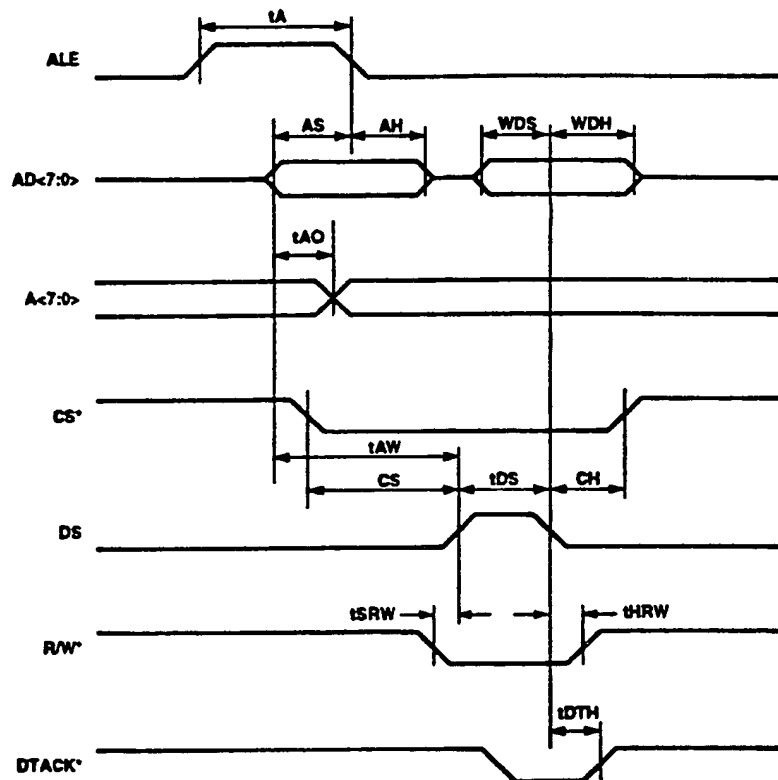 tA
ALE
AS AH WDS WDH
AD<7:0>
tAO
A<7:0>
CS*
tAW
CS tDS CH
DS
tSRW tHRW
R/W*
tDTH
DTACK*